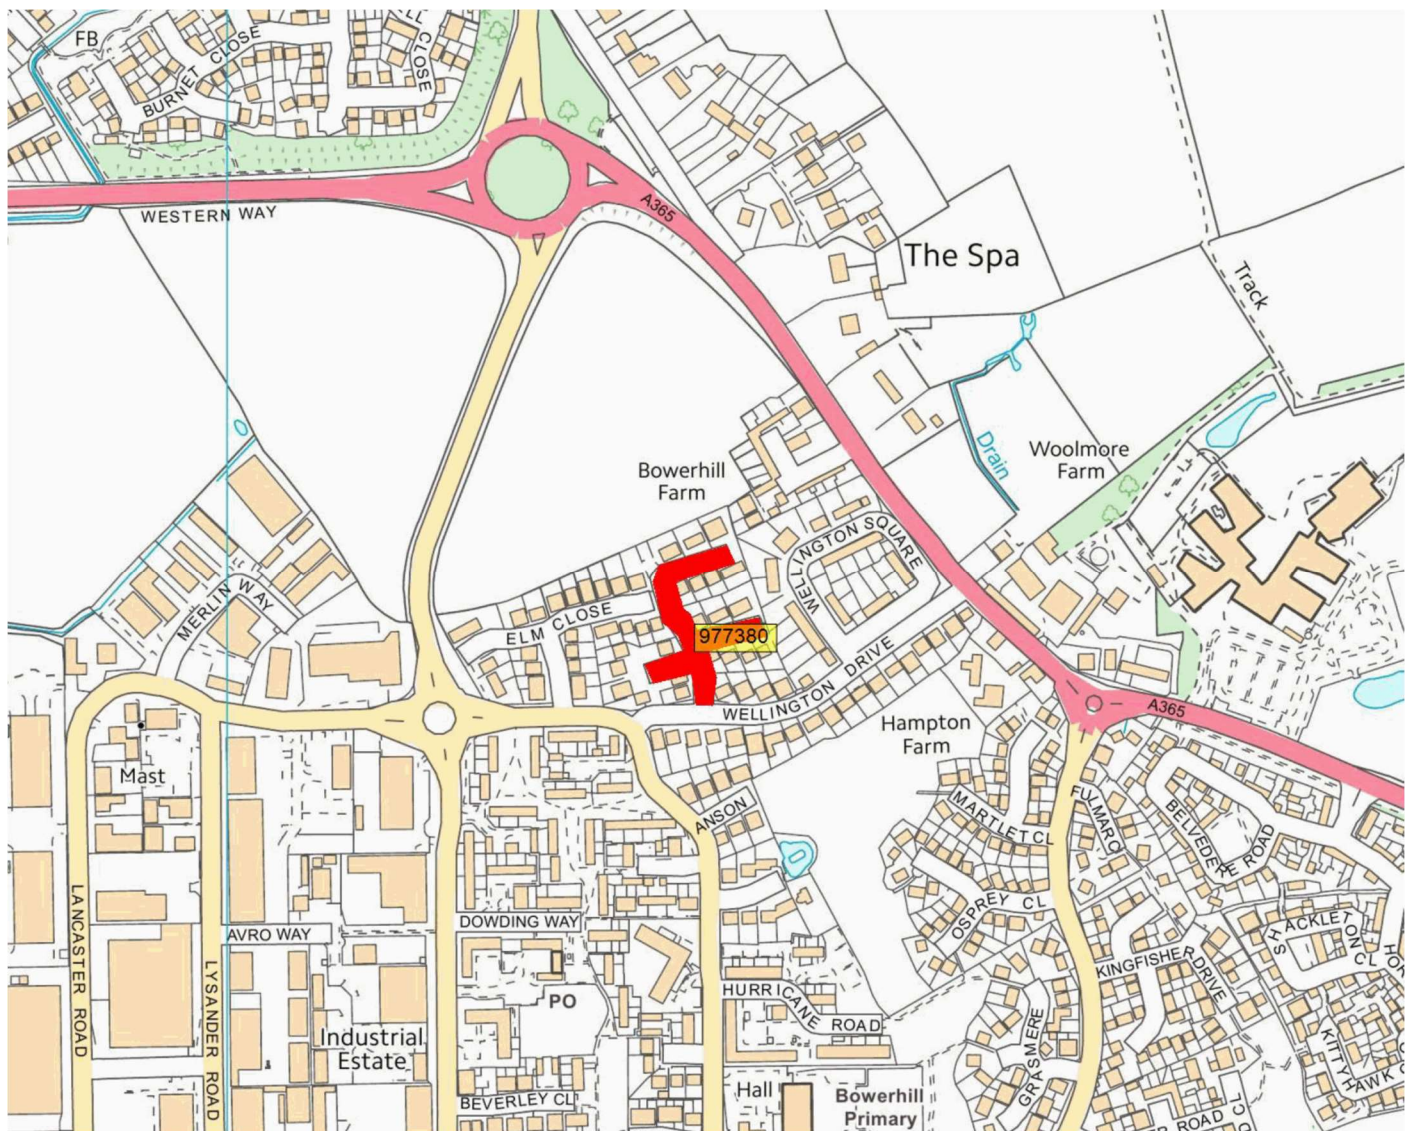 FB
BURNET CLOSE
CLOSE
WESTERN WAY
A365
The Spa
Track
Drain
Woolmore
Farm
Bowerhill
Farm
WELLINGTON SQUARE
MERLIN WAY
ELM CLOSE
977380
WELLINGTON DRIVE
Hampton
Farm
A365
Mast
ANSON
MARTLET CL
FULMAR C
BELVEDERE ROAD
LANCASTER ROAD
LYSANDER ROAD
AVRO WAY
DOWDING WAY
OSPREY CL
SHACKLETON CL
KINGFISHER DRIVE
PO
HURRICANE ROAD
Industrial
Estate
GRASMERE
KITTYHAWK C
BEVERLEY CL
Hall
Bowerhill
Primary
ROAD
CL